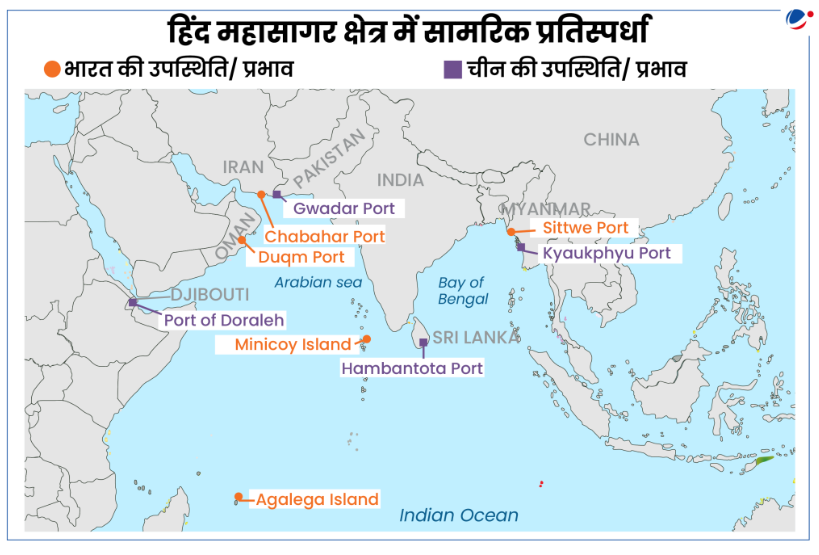 हिंद महासागर क्षेत्र में सामरिक प्रतिस्पर्धा
भारत की उपस्थिति/ प्रभाव
चीन की उपस्थिति/ प्रभाव
CHINA
IRAN
PAKISTAN
INDIA
Gwadar Port
MYANMAR
OMAN
Chabahar Port
Sittwe Port
Duqm Port
Kyaukphyu Port
Arabian sea
Bay of
Bengal
DJIBOUTI
Port of Doraleh
Minicoy Island
SRI LANKA
Hambantota Port
Agalega Island
Indian Ocean